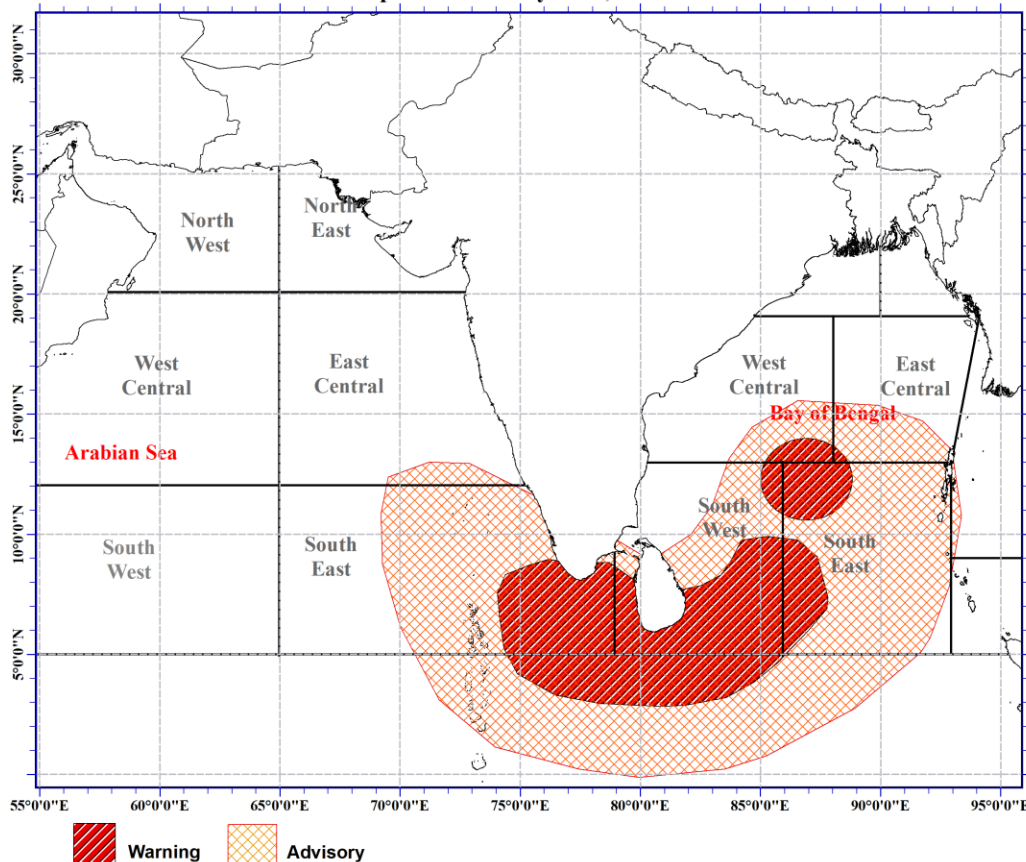 30°0'0"N
25°0'0"N
20°0'0"N
15°0'0"N
10°0'0"N
5°0'0"N
North
West
North
East
West
Central
East
Central
West
Central
East
Central
Bay of Bengal
Arabian Sea
South
West
South
East
South
West
South
East
55°0'0"E
60°0'0"E
65°0'0"E
70°0'0"E
75°0'0"E
80°0'0"E
85°0'0"E
90°0'0"E
95°0'0"E
Warning
Advisory